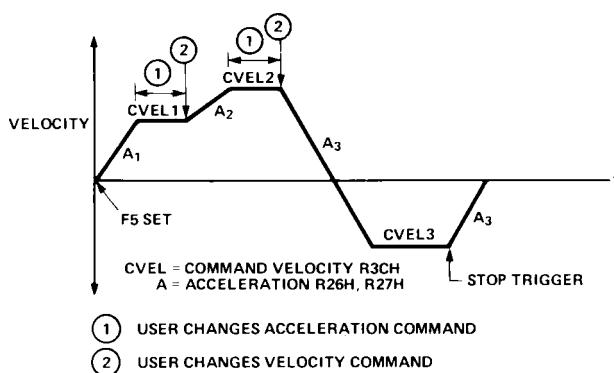 2
2
1
1
CVEL2
CVEL1
VELOCITY
A2
A1
A3
F5 SET
CVEL3
A3
CVEL = COMMAND VELOCITY R3CH
A = ACCELERATION R26H, R27H
STOP TRIGGER
1 USER CHANGES ACCELERATION COMMAND
2 USER CHANGES VELOCITY COMMAND